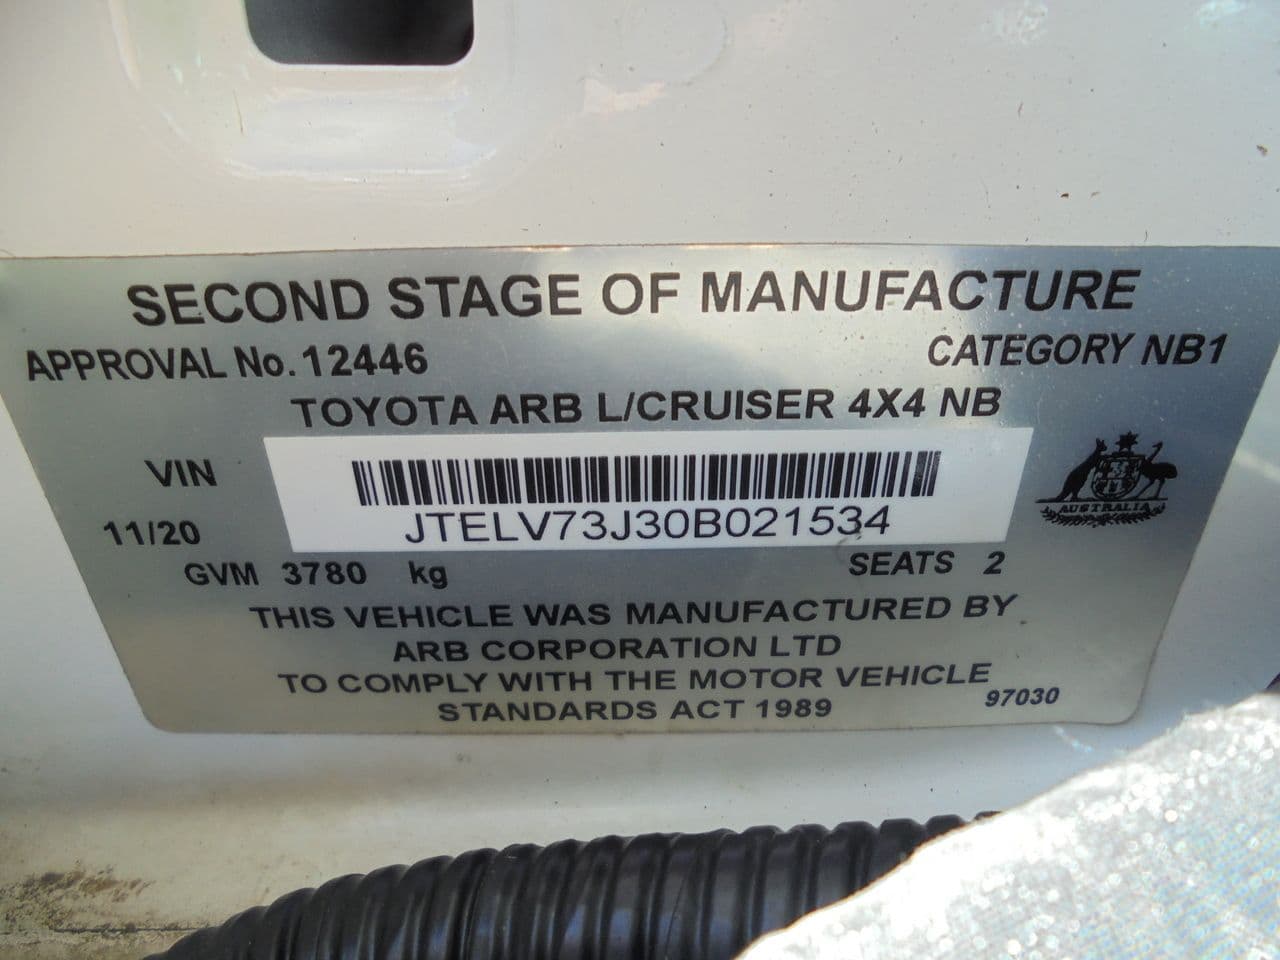 SECOND STAGE OF MANUFACTURE
APPROVAL No. 12446 CATEGORY NB1
TOYOTA ARB L/CRUISER 4X4 NB
VIN
JTELV73J30B021534
AUSTRALIA
11/20
GVM 3780 kg SEATS 2
THIS VEHICLE WAS MANUFACTURED BY
ARB CORPORATION LTD
TO COMPLY WITH THE MOTOR VEHICLE
STANDARDS ACT 1989
97030